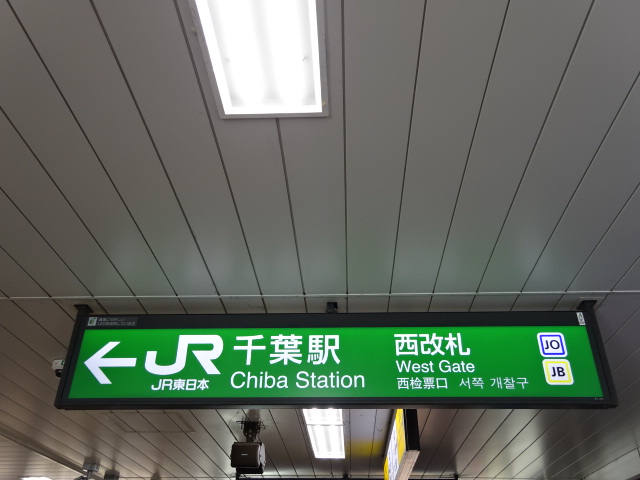 JR
JR東日本
千葉駅
Chiba Station
西改札
West Gate
西检票口 서쪽 개찰구
JO
JB